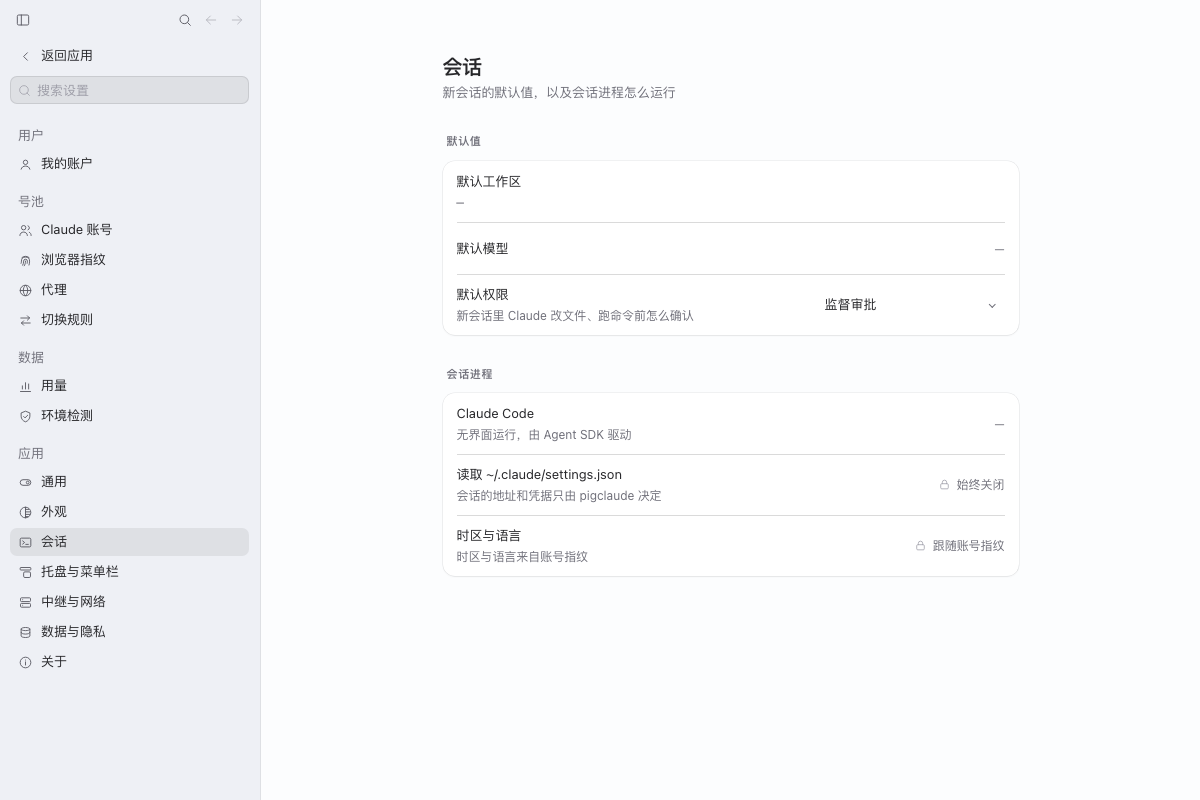 返回应用
搜索设置
用户
我的账户
号池
Claude 账号
浏览器指纹
代理
切换规则
数据
用量
环境检测
应用
通用
外观
会话
托盘与菜单栏
中继与网络
数据与隐私
关于
会话
新会话的默认值，以及会话进程怎么运行
默认值
默认工作区
—
默认模型 —
默认权限
新会话里 Claude 改文件、跑命令前怎么确认
监督审批
会话进程
Claude Code
无界面运行，由 Agent SDK 驱动
—
读取 ~/.claude/settings.json
会话的地址和凭据只由 pigclaude 决定
始终关闭
时区与语言
时区与语言来自账号指纹
跟随账号指纹